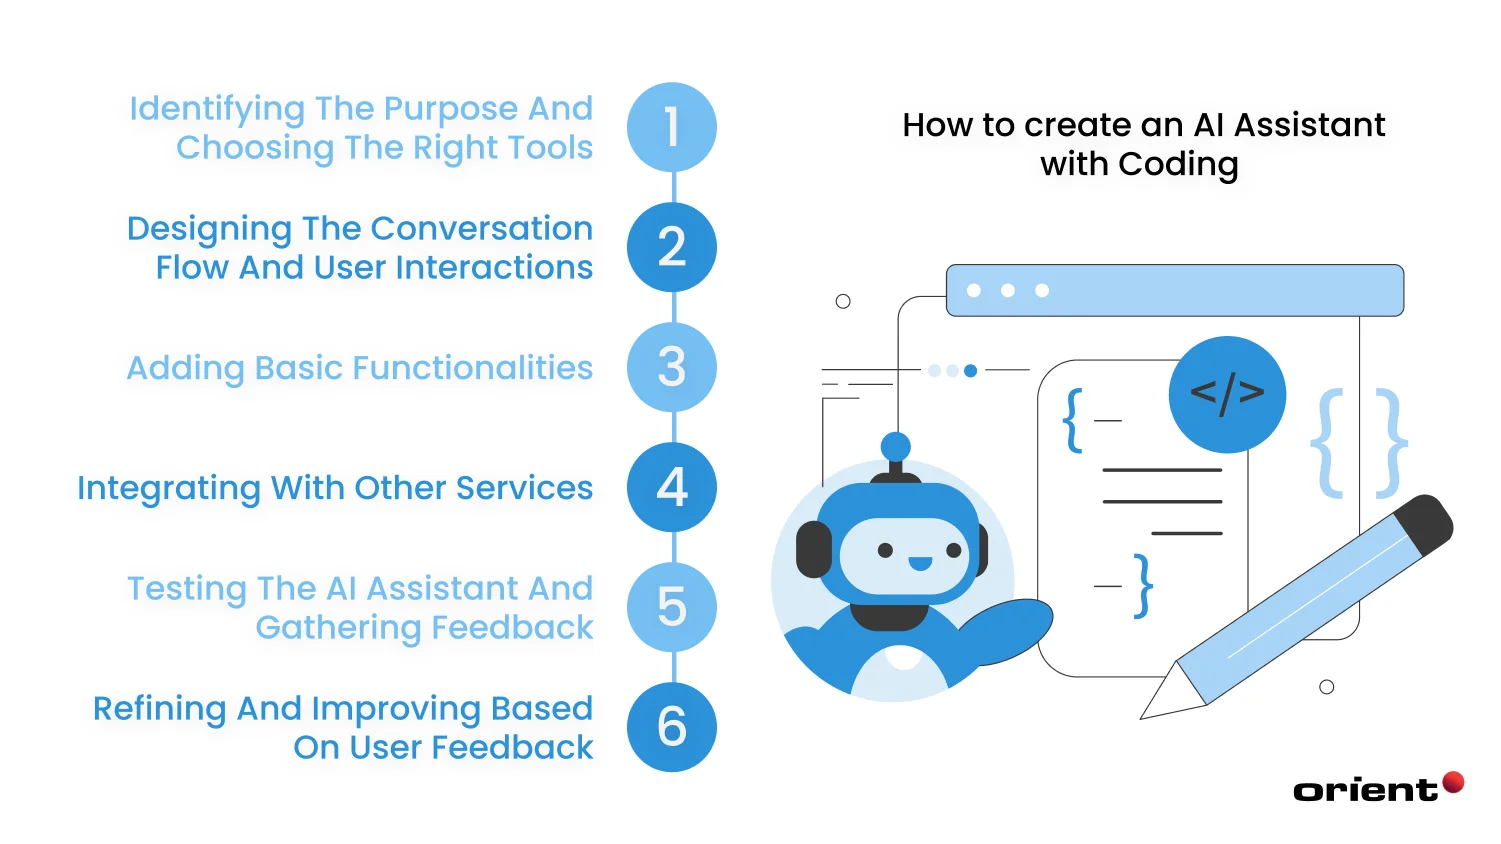 How to create an AI Assistant
with Coding
1
Identifying The Purpose And
Choosing The Right Tools
2
Designing The Conversation
Flow And User Interactions
3
Adding Basic Functionalities
4
Integrating With Other Services
5
Testing The AI Assistant And
Gathering Feedback
6
Refining And Improving Based
On User Feedback
</>
{
}
{ }
orient